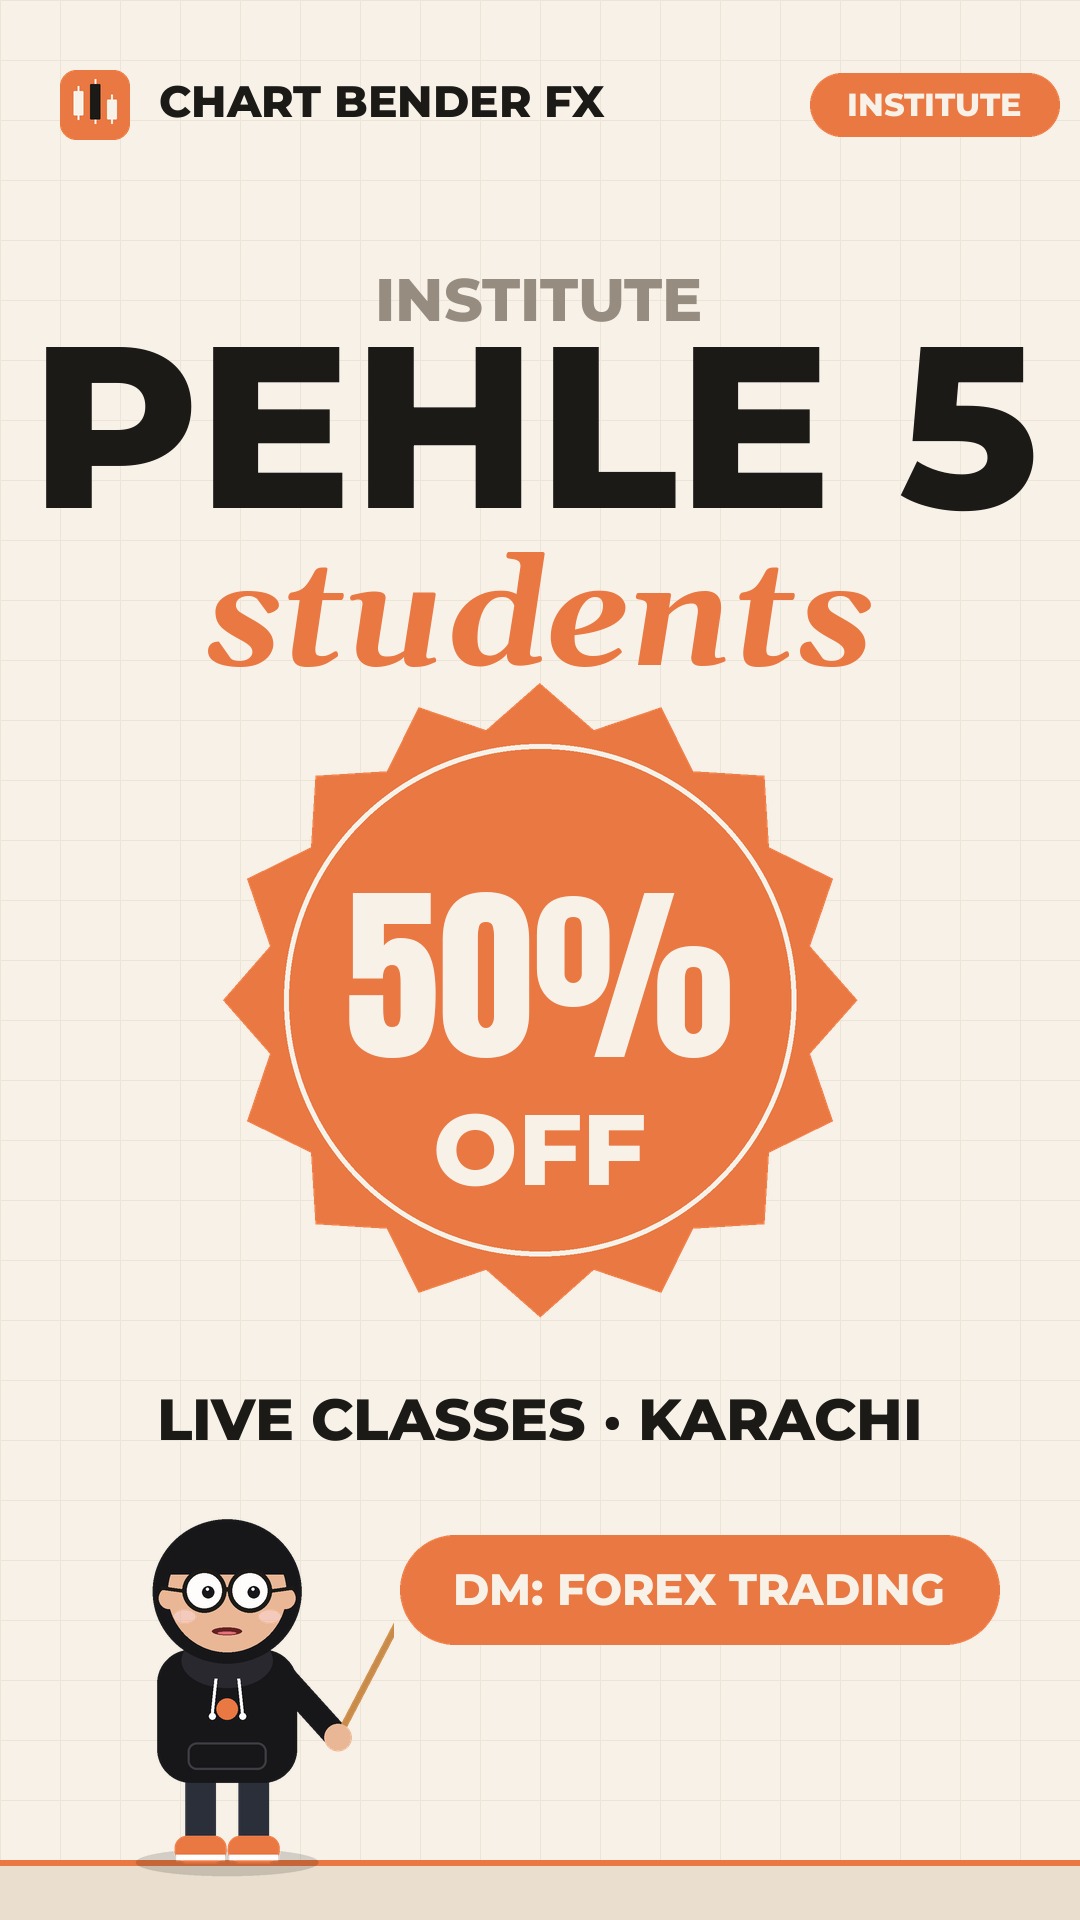 CHART BENDER FX
INSTITUTE
INSTITUTE
PEHLE 5
students
50%
OFF
LIVE CLASSES • KARACHI
DM: FOREX TRADING